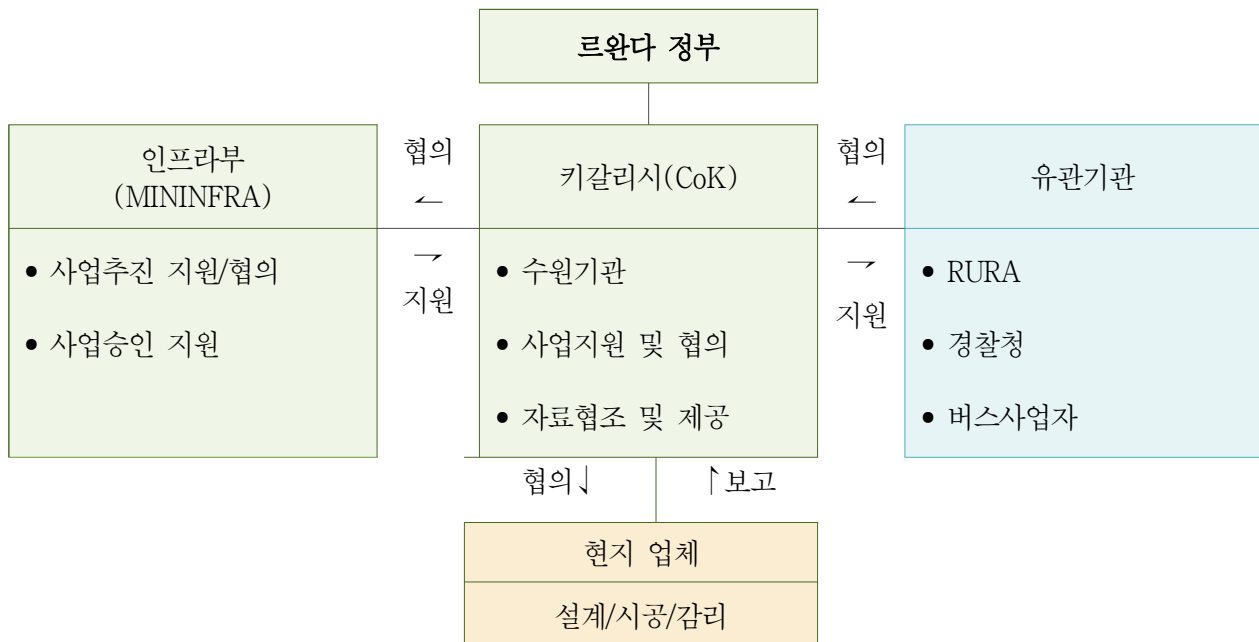 르완다 정부
인프라부
(MININFRA)
협의
←
→
지원
키갈리시(CoK)
협의
←
→
지원
유관기관
• 사업추진 지원/협의
• 사업승인 지원
• 수원기관
• 사업지원 및 협의
• 자료협조 및 제공
• RURA
• 경찰청
• 버스사업자
협의↓ ↑보고
현지 업체
설계/시공/감리